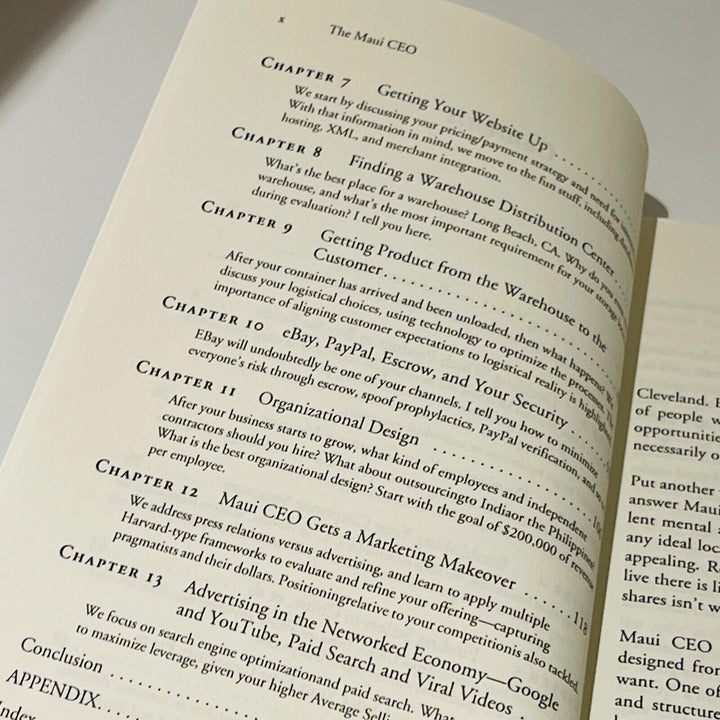 x The Maui CEO
CHAPTER 7 Getting Your Website Up . . . . . . . . .
We start by discussing your pricing/payment strategy and need for
With that information in mind, we move to the fun stuff, including
hosting, XML, and merchant integration.
CHAPTER 8 Finding a Warehouse Distribution Center . . . .
What's the best place for a warehouse? Long Beach, CA. Why do you
warehouse, and what's the most important requirement for your storage
during evaluation? I tell you here.
CHAPTER 9 Getting Product from the Warehouse to the
Customer . . . . . . . . . . . . . . . . . . . .
After your container has arrived and been unloaded, then what happens?
discuss your logistical choices, using technology to optimize the process.
importance of aligning customer expectations to logistical reality is
CHAPTER 10 eBay, PayPal, Escrow, and Your Security . . . . . .
EBay will undoubtedly be one of your channels. I tell you how to minimize
everyone's risk through escrow, spoof prophylactics, PayPal verification, and
CHAPTER 11 Organizational Design . . . . . . . . . . . . . . . .
After your business starts to grow, what kind of employees and independent
contractors should you hire? What about outsourcingto Indiaor the Philippines?
What is the best organizational design? Start with the goal of $200,000 of revenue
per employee.
CHAPTER 12 Maui CEO Gets a Marketing Makeover . . . . . . . 118
We address press relations versus advertising, and learn to apply multiple
Harvard-type frameworks to evaluate and refine your offering—capturing
pragmatists and their dollars. Positioningrelative to your competitionis also tackled.
CHAPTER 13 Advertising in the Networked Economy—Google
and YouTube, Paid Search and Viral Videos . .
We focus on search engine optimizationand paid search. What
to maximize leverage, given your higher Average
Conclusion . . . . . . . . . . . . . . .
APPENDIX. . . . . . . . . . . . . .
Index
Cleveland.
of people
opportunitie
necessarily
Put another
answer Maui
lent mental
any ideal loc
appealing.
live there is li
shares isn't
Maui CEO
designed from
want. One of
and structure